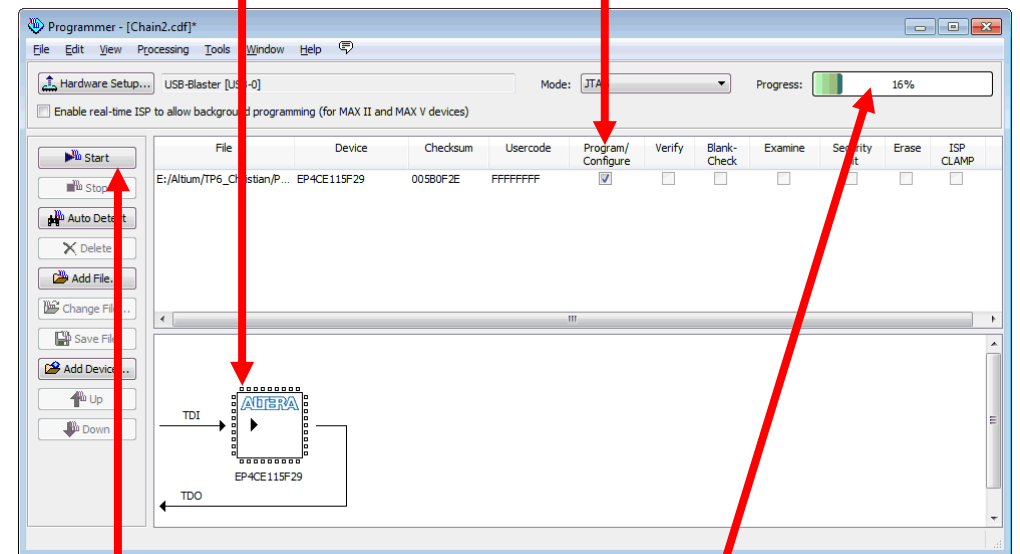 Programmer - [Chain2.cdf]*
File Edit View Processing Tools Window Help
Hardware Setup... USB-Blaster [USB-0] Mode: JTAG Progress: 16%
Enable real-time ISP to allow background programming (for MAX II and MAX V devices)
File Device Checksum Usercode Program/Configure Verify Blank-Check Examine Security Bit Erase ISP CLAMP
E:/Altium/TP6_Christian/P... EP4CE115F29 005B0F2E FFFFFFFF
Start
Stop
Auto Detect
Delete
Add File...
Change File...
Save File
Add Device...
Up
Down
ALTERA
TDI
EP4CE115F29
TDO